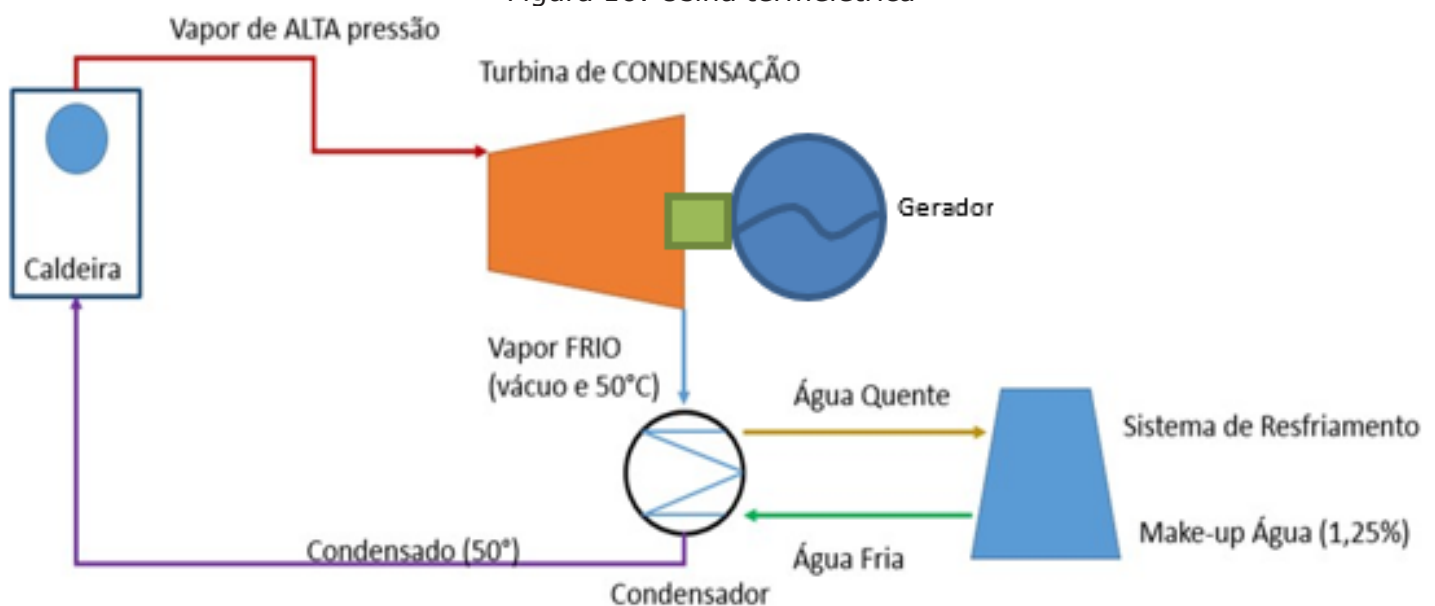 Vapor de ALTA pressão
Turbina de CONDENSAÇÃO
Gerador
Caldeira
Vapor FRIO
(vácuo e 50°C)
Água Quente
Sistema de Resfriamento
Make-up Água (1,25%)
Condensado (50°)
Água Fria
Condensador